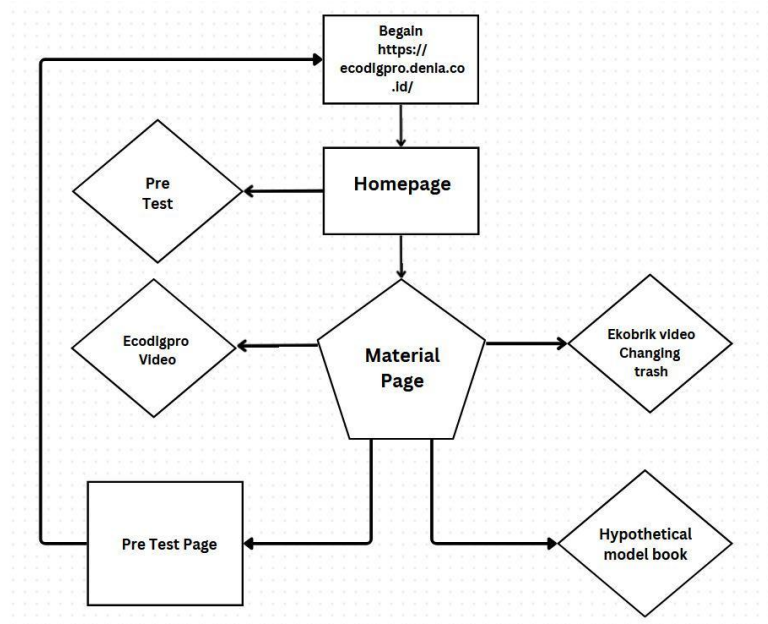 Begain
https://
ecodigpro.denia.co
.id/
Homepage
Pre
Test
Ecodigpro
Video
Material
Page
Ekobrik video
Changing
trash
Pre Test Page
Hypothetical
model book